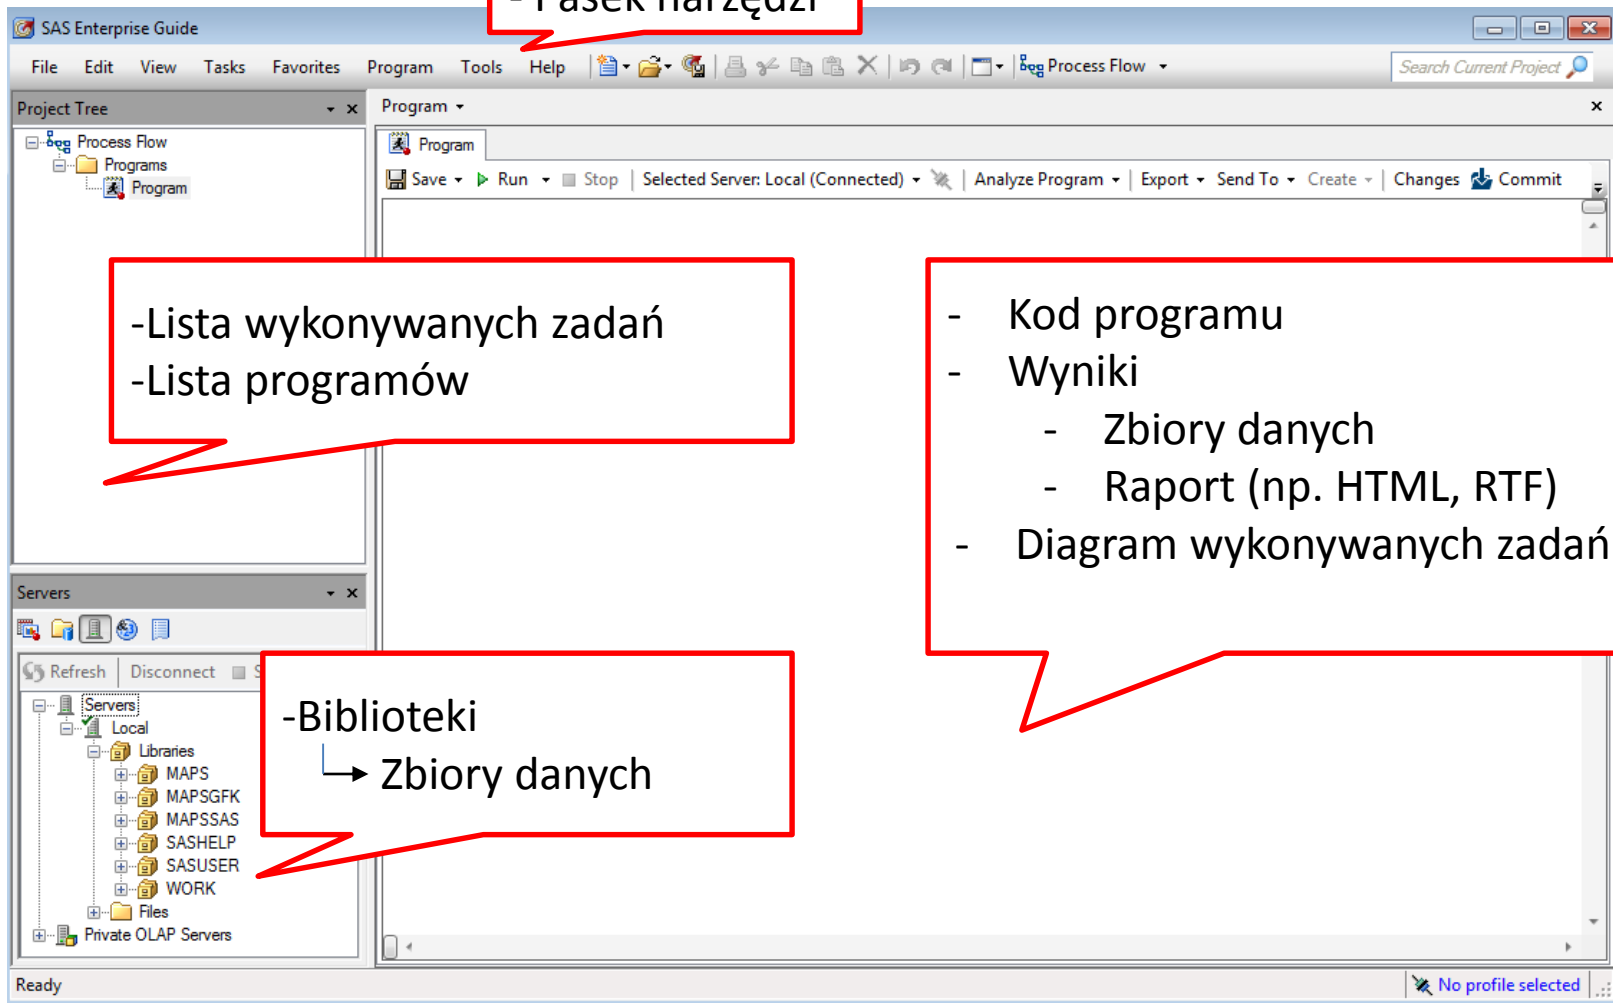 - Pasek narzędzi
SAS Enterprise Guide
File Edit View Tasks Favorites Program Tools Help Process Flow Search Current Project
Project Tree
Process Flow
Programs
Program
Program
Program
Save Run Stop Selected Server: Local (Connected) Analyze Program Export Send To Create Changes Commit
-Lista wykonywanych zadań
-Lista programów
- Kod programu
- Wyniki
- Zbiory danych
- Raport (np. HTML, RTF)
- Diagram wykonywanych zadań
Servers
Refresh Disconnect
Servers
Local
Libraries
MAPS
MAPSGFK
MAPSSAS
SASHELP
SASUSER
WORK
Files
Private OLAP Servers
-Biblioteki
Zbiory danych
Ready
No profile selected